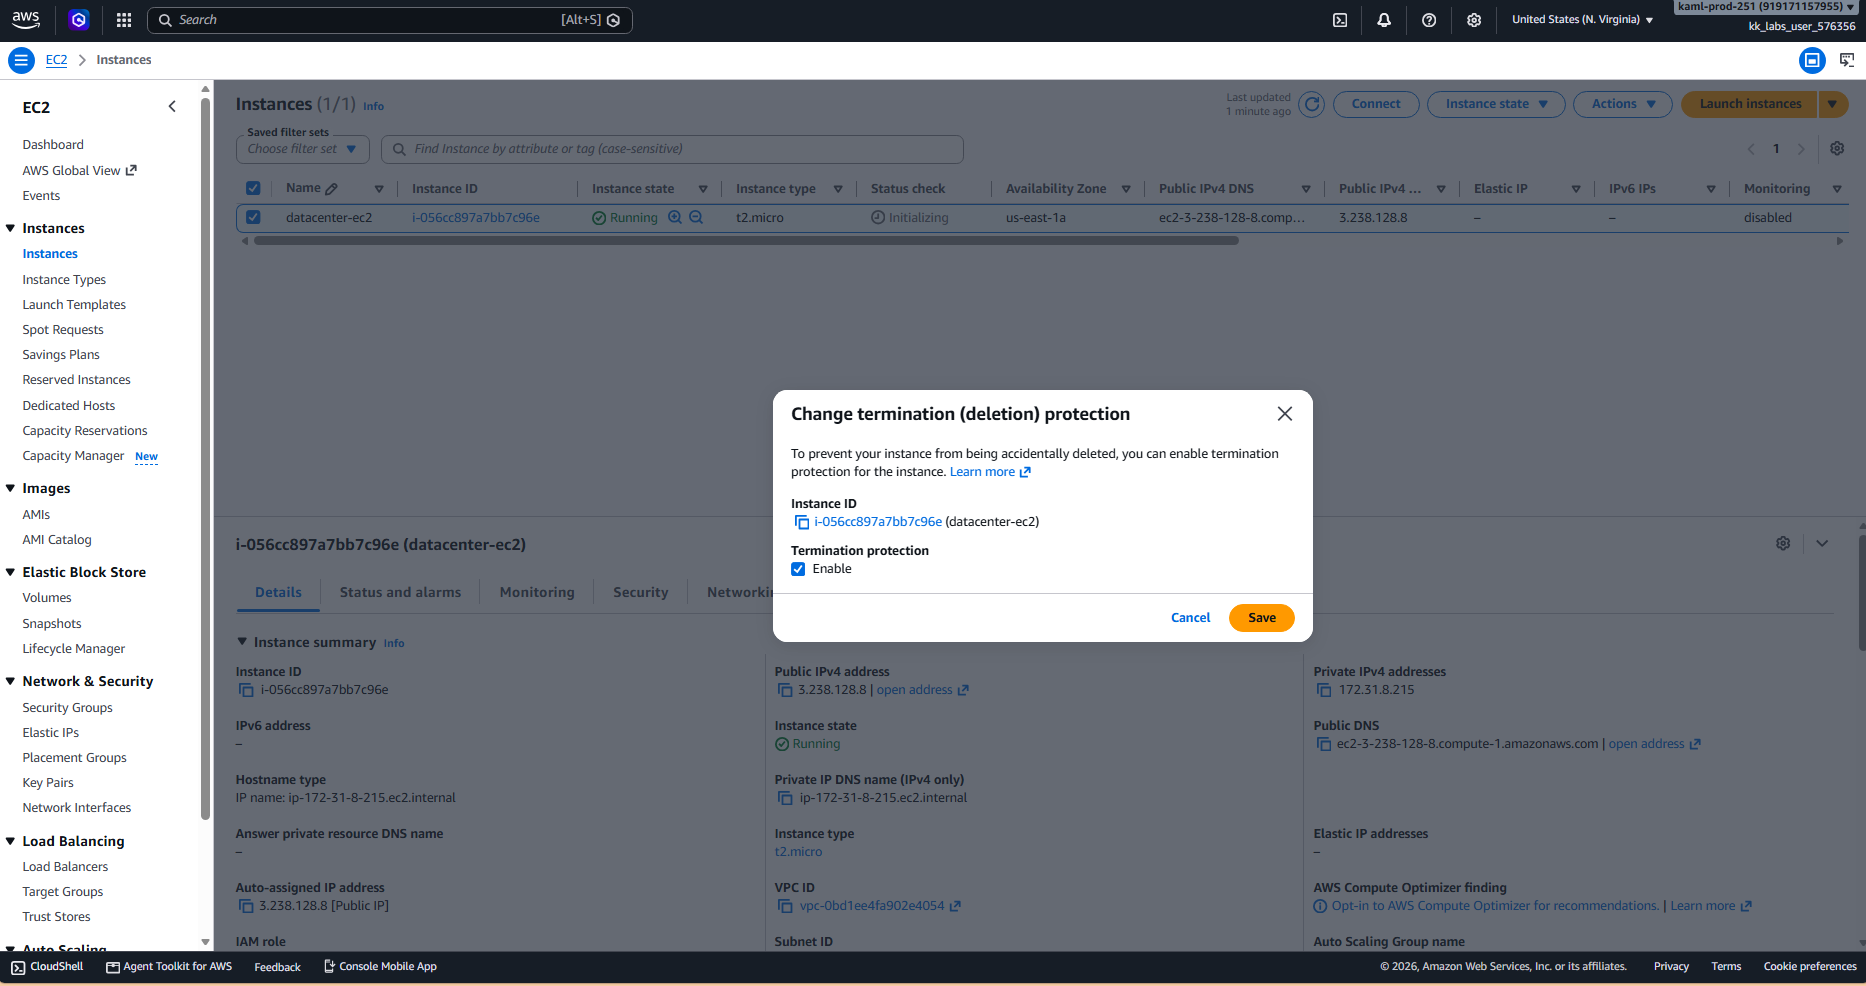 aws
Search
[Alt+S]
United States (N. Virginia)
kaml-prod-251 (919171157955)
kk_labs_user_576356
EC2
Instances
EC2
Dashboard
AWS Global View
Events
Instances
Instances
Instance Types
Launch Templates
Spot Requests
Savings Plans
Reserved Instances
Dedicated Hosts
Capacity Reservations
Capacity Manager New
Images
AMIs
AMI Catalog
Elastic Block Store
Volumes
Snapshots
Lifecycle Manager
Network & Security
Security Groups
Elastic IPs
Placement Groups
Key Pairs
Network Interfaces
Load Balancing
Load Balancers
Target Groups
Trust Stores
Auto Scaling
Instances (1/1) Info
Last updated
1 minute ago
Connect
Instance state
Actions
Launch instances
Saved filter sets
Choose filter set
Find Instance by attribute or tag (case-sensitive)
1
Name Instance ID Instance state Instance type Status check Availability Zone Public IPv4 DNS Public IPv4 ... Elastic IP IPv6 IPs Monitoring
datacenter-ec2 i-056cc897a7bb7c96e Running t2.micro Initializing us-east-1a ec2-3-238-128-8.comp... 3.238.128.8 – – disabled
Change termination (deletion) protection
To prevent your instance from being accidentally deleted, you can enable termination
protection for the instance. Learn more
Instance ID
i-056cc897a7bb7c96e (datacenter-ec2)
Termination protection
Enable
Cancel
Save
i-056cc897a7bb7c96e (datacenter-ec2)
Details
Status and alarms
Monitoring
Security
Networki
Instance summary Info
Instance ID
i-056cc897a7bb7c96e
Public IPv4 address
3.238.128.8 | open address
Private IPv4 addresses
172.31.8.215
IPv6 address
–
Instance state
Running
Public DNS
ec2-3-238-128-8.compute-1.amazonaws.com | open address
Hostname type
IP name: ip-172-31-8-215.ec2.internal
Private IP DNS name (IPv4 only)
ip-172-31-8-215.ec2.internal
Answer private resource DNS name
–
Instance type
t2.micro
Elastic IP addresses
–
Auto-assigned IP address
3.238.128.8 [Public IP]
VPC ID
vpc-0bd1ee4fa902e4054
AWS Compute Optimizer finding
Opt-in to AWS Compute Optimizer for recommendations. | Learn more
IAM role
Subnet ID
Auto Scaling Group name
CloudShell
Agent Toolkit for AWS
Feedback
Console Mobile App
© 2026, Amazon Web Services, Inc. or its affiliates.
Privacy
Terms
Cookie preferences